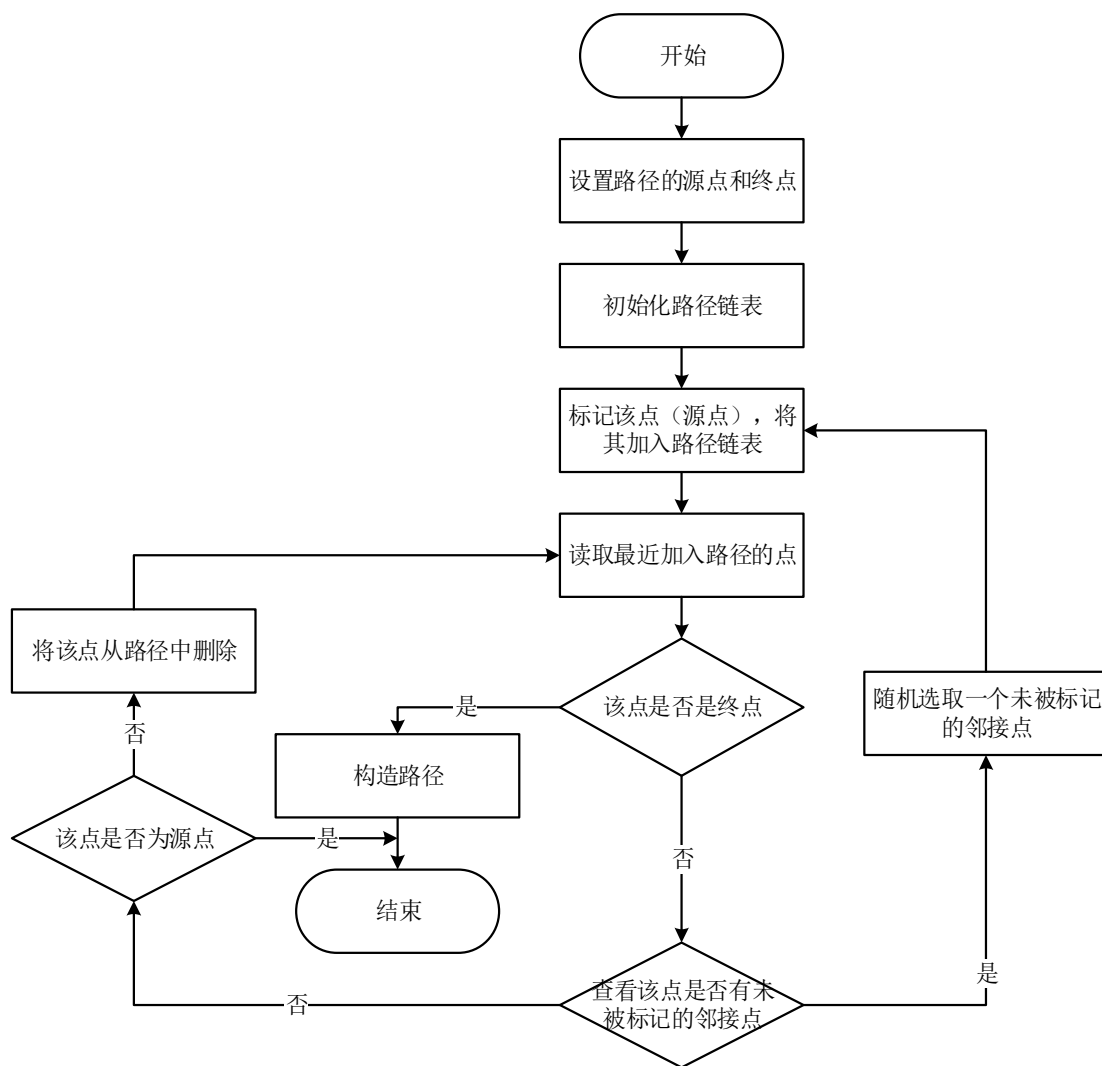 开始
设置路径的源点和终点
初始化路径链表
标记该点（源点），将
其加入路径链表
读取最近加入路径的点
将该点从路径中删除
该点是否是终点
是
随机选取一个未被标记
的邻接点
否
构造路径
该点是否为源点
是
否
结束
查看该点是否有未
被标记的邻接点
否
是